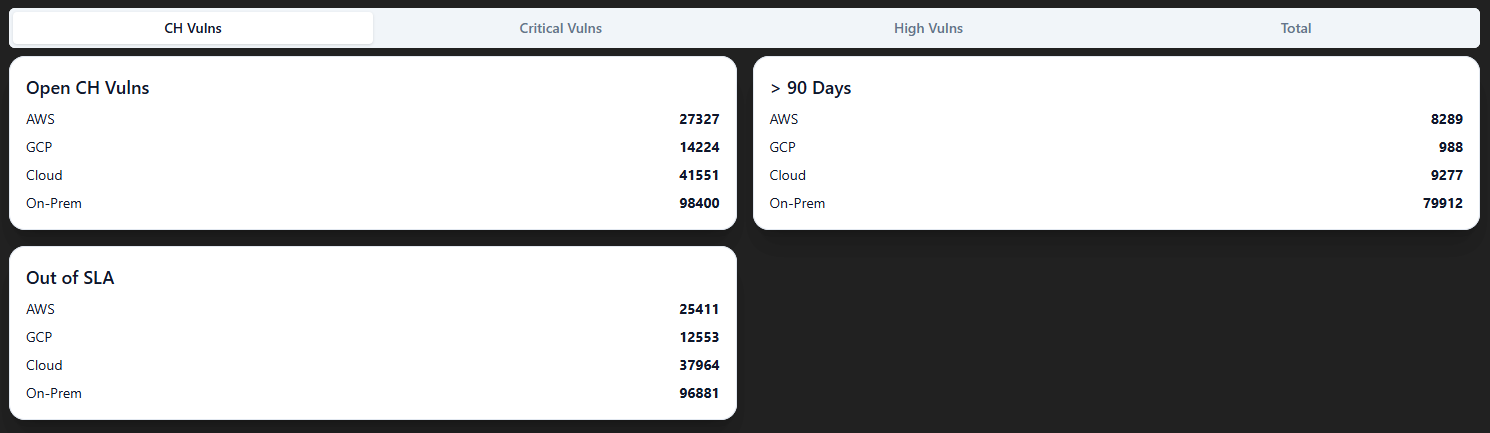 CH Vulns Critical Vulns High Vulns Total
Open CH Vulns
AWS 27327
GCP 14224
Cloud 41551
On-Prem 98400
> 90 Days
AWS 8289
GCP 988
Cloud 9277
On-Prem 79912
Out of SLA
AWS 25411
GCP 12553
Cloud 37964
On-Prem 96881